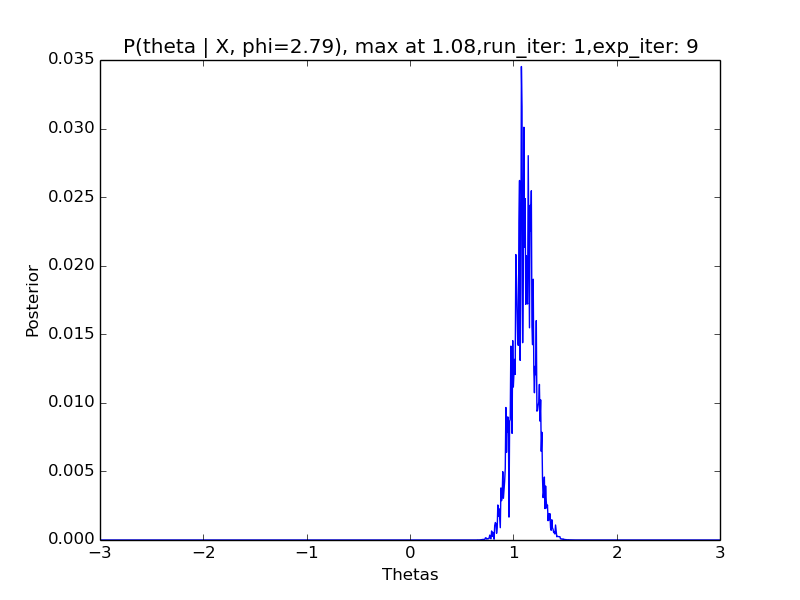 P(theta | X, phi=2.79), max at 1.08,run_iter: 1,exp_iter: 9
0.035
0.030
0.025
0.020
0.015
0.010
0.005
0.000
Posterior
−3 −2 −1 0 1 2 3
Thetas